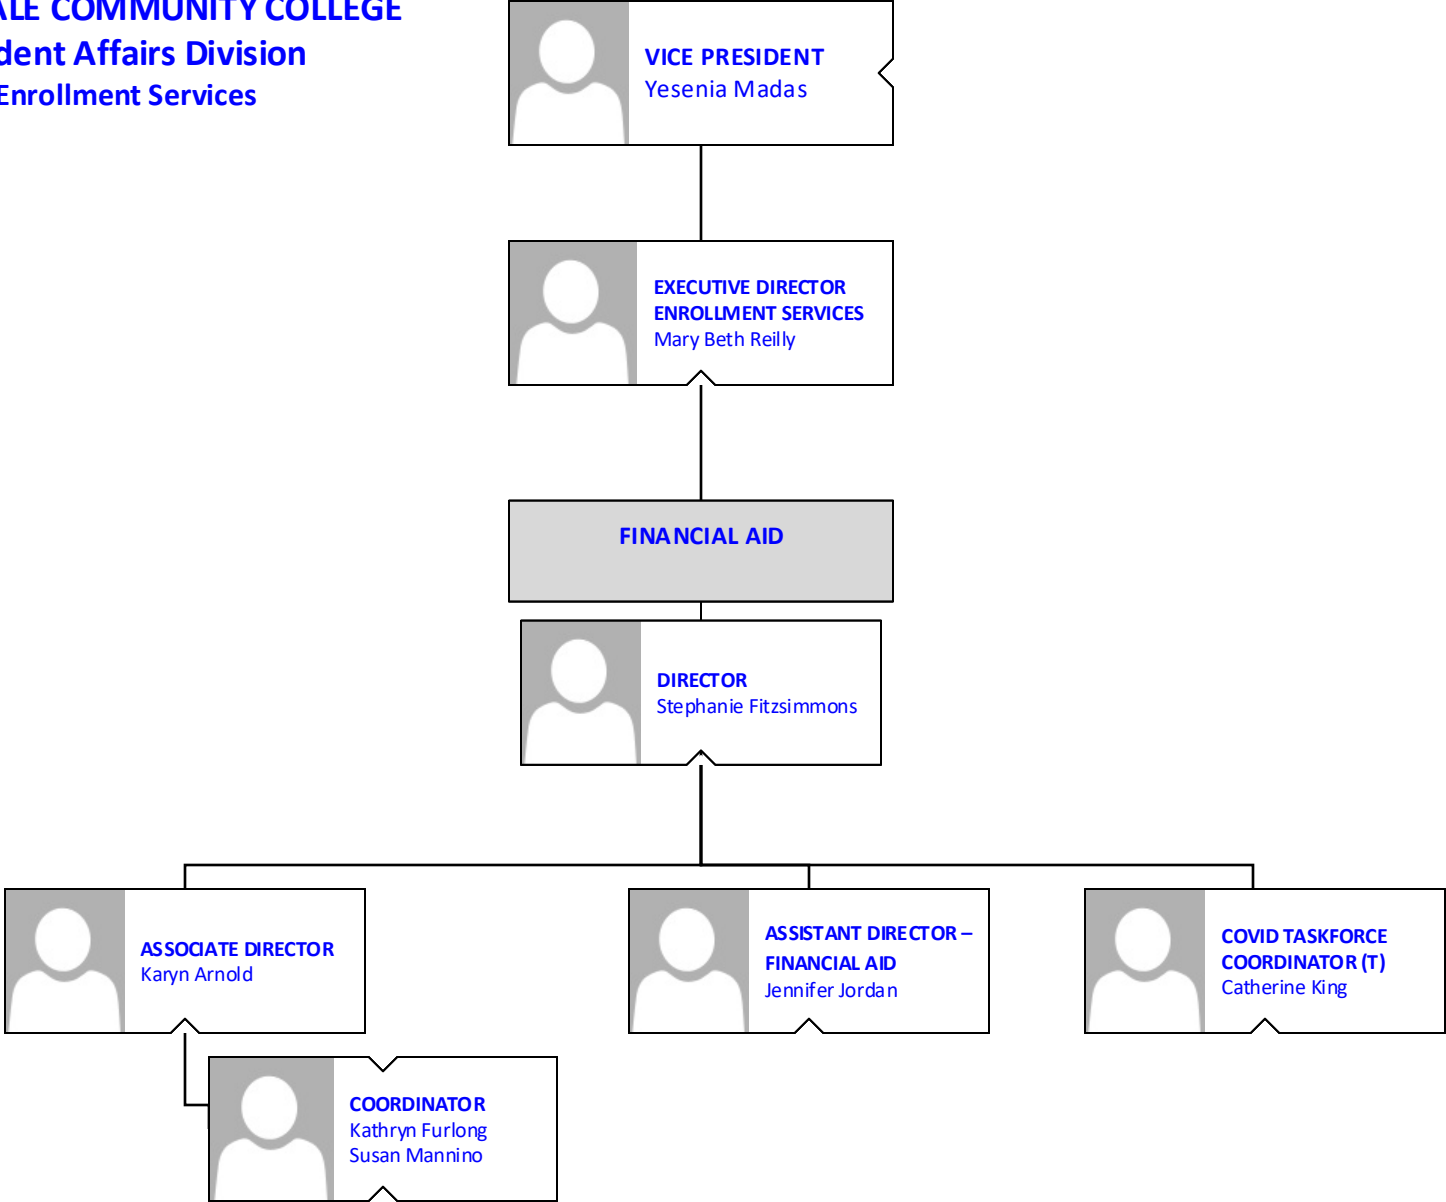 ALE COMMUNITY COLLEGE
dent Affairs Division
Enrollment Services
VICE PRESIDENT
Yesenia Madas
EXECUTIVE DIRECTOR
ENROLLMENT SERVICES
Mary Beth Reilly
FINANCIAL AID
DIRECTOR
Stephanie Fitzsimmons
ASSOCIATE DIRECTOR
Karyn Arnold
ASSISTANT DIRECTOR –
FINANCIAL AID
Jennifer Jordan
COVID TASKFORCE
COORDINATOR (T)
Catherine King
COORDINATOR
Kathryn Furlong
Susan Mannino